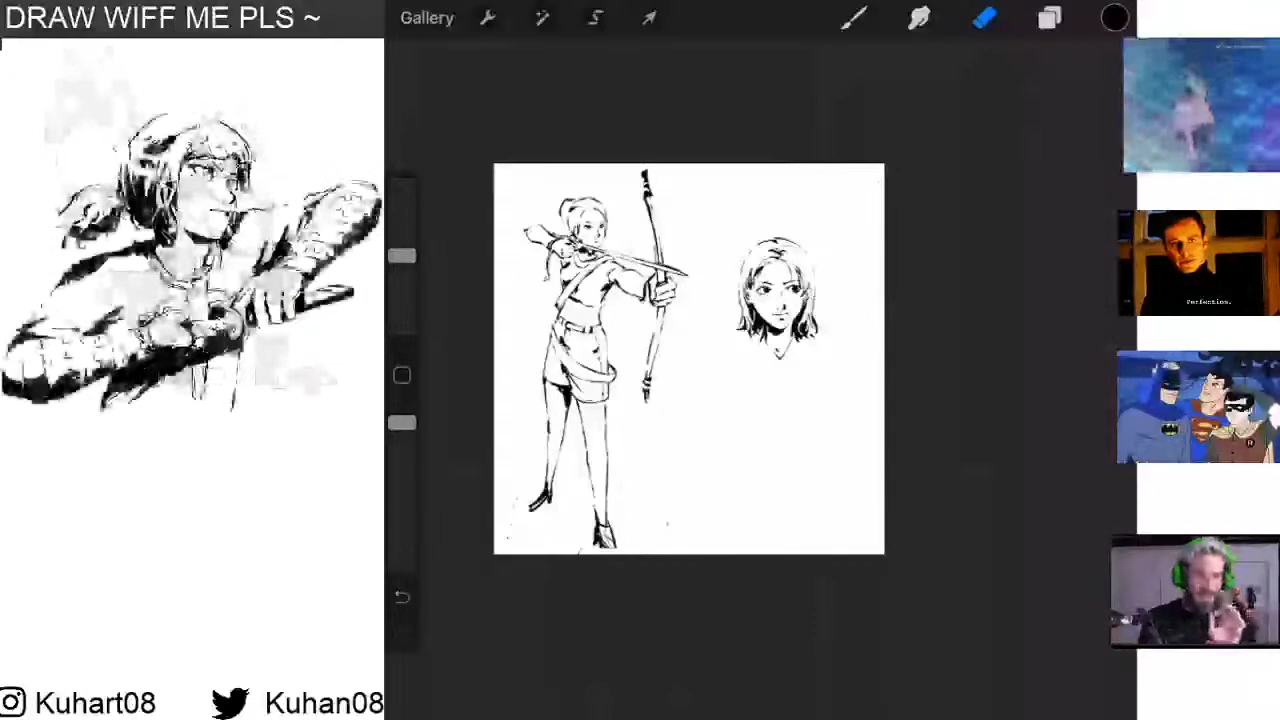 DRAW WIFF ME PLS ~
Gallery
Perfection.
Kuhart08
Kuhan08